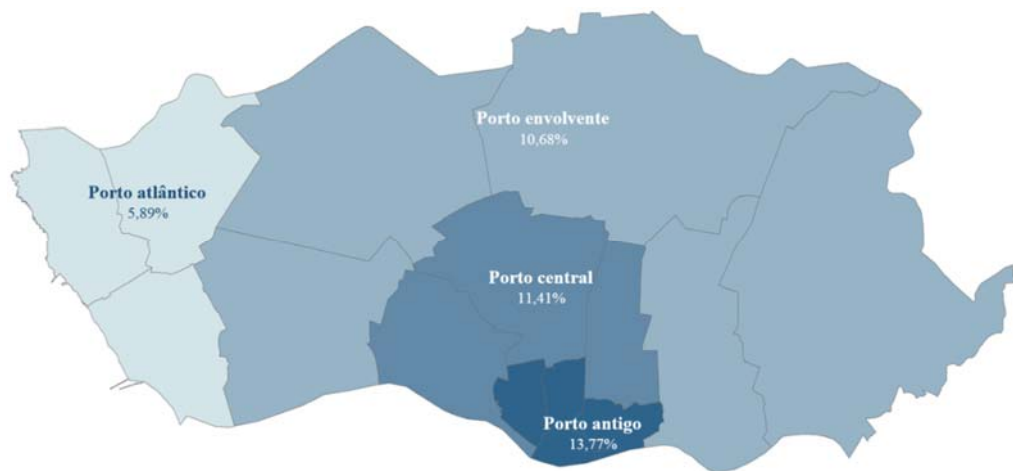 Porto envolvente
10,68%
Porto atlântico
5,89%
Porto central
11,41%
Porto antigo
13,77%